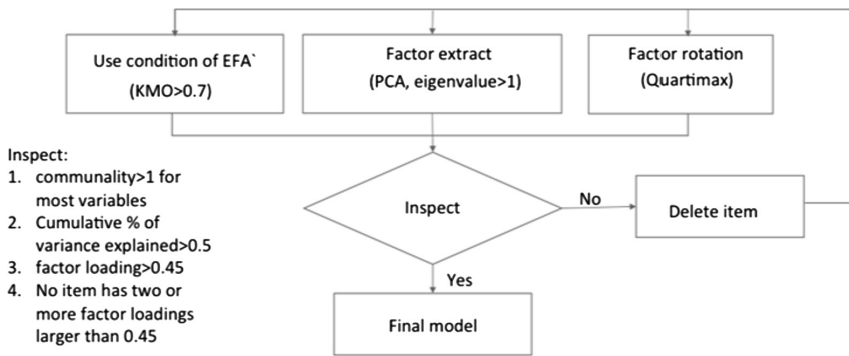 Use condition of EFA`
(KMO>0.7)
Factor extract
(PCA, eigenvalue>1)
Factor rotation
(Quartimax)
Inspect:
1. communality>1 for
most variables
2. Cumulative % of
variance explained>0.5
3. factor loading>0.45
4. No item has two or
more factor loadings
larger than 0.45
Inspect
No
Delete item
Yes
Final model